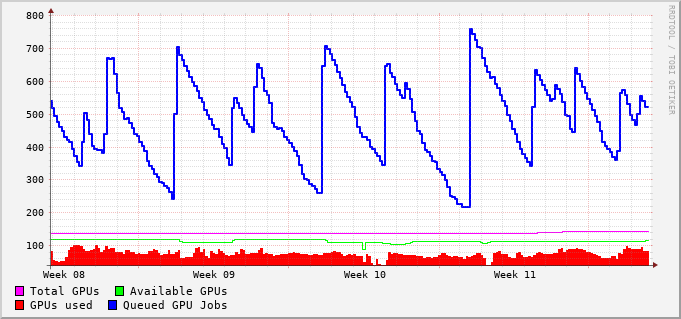 800
700
600
500
400
300
200
100
Week 08 Week 09 Week 10 Week 11
Total GPUs Available GPUs
GPUs used Queued GPU Jobs
RRDTOOL / TOBI OETIKER